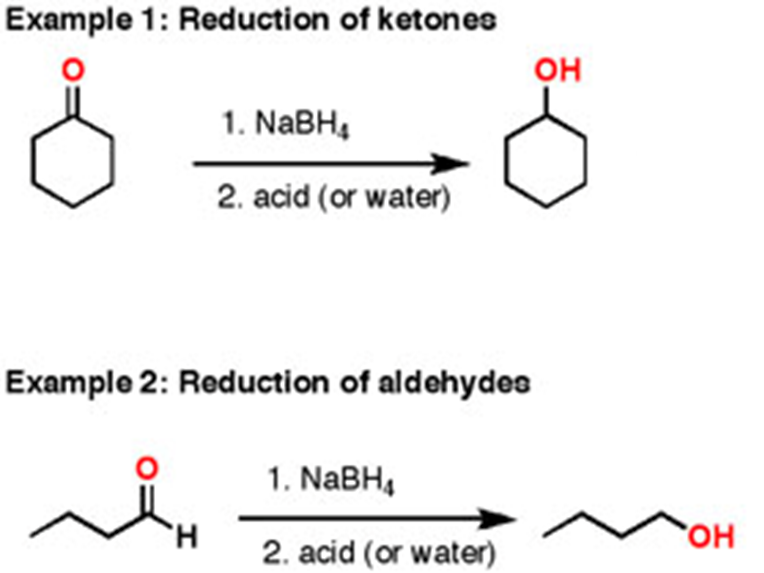 Example 1: Reduction of ketones
O
OH
1. NaBH₄
2. acid (or water)
Example 2: Reduction of aldehydes
O
1. NaBH₄
H
OH
2. acid (or water)